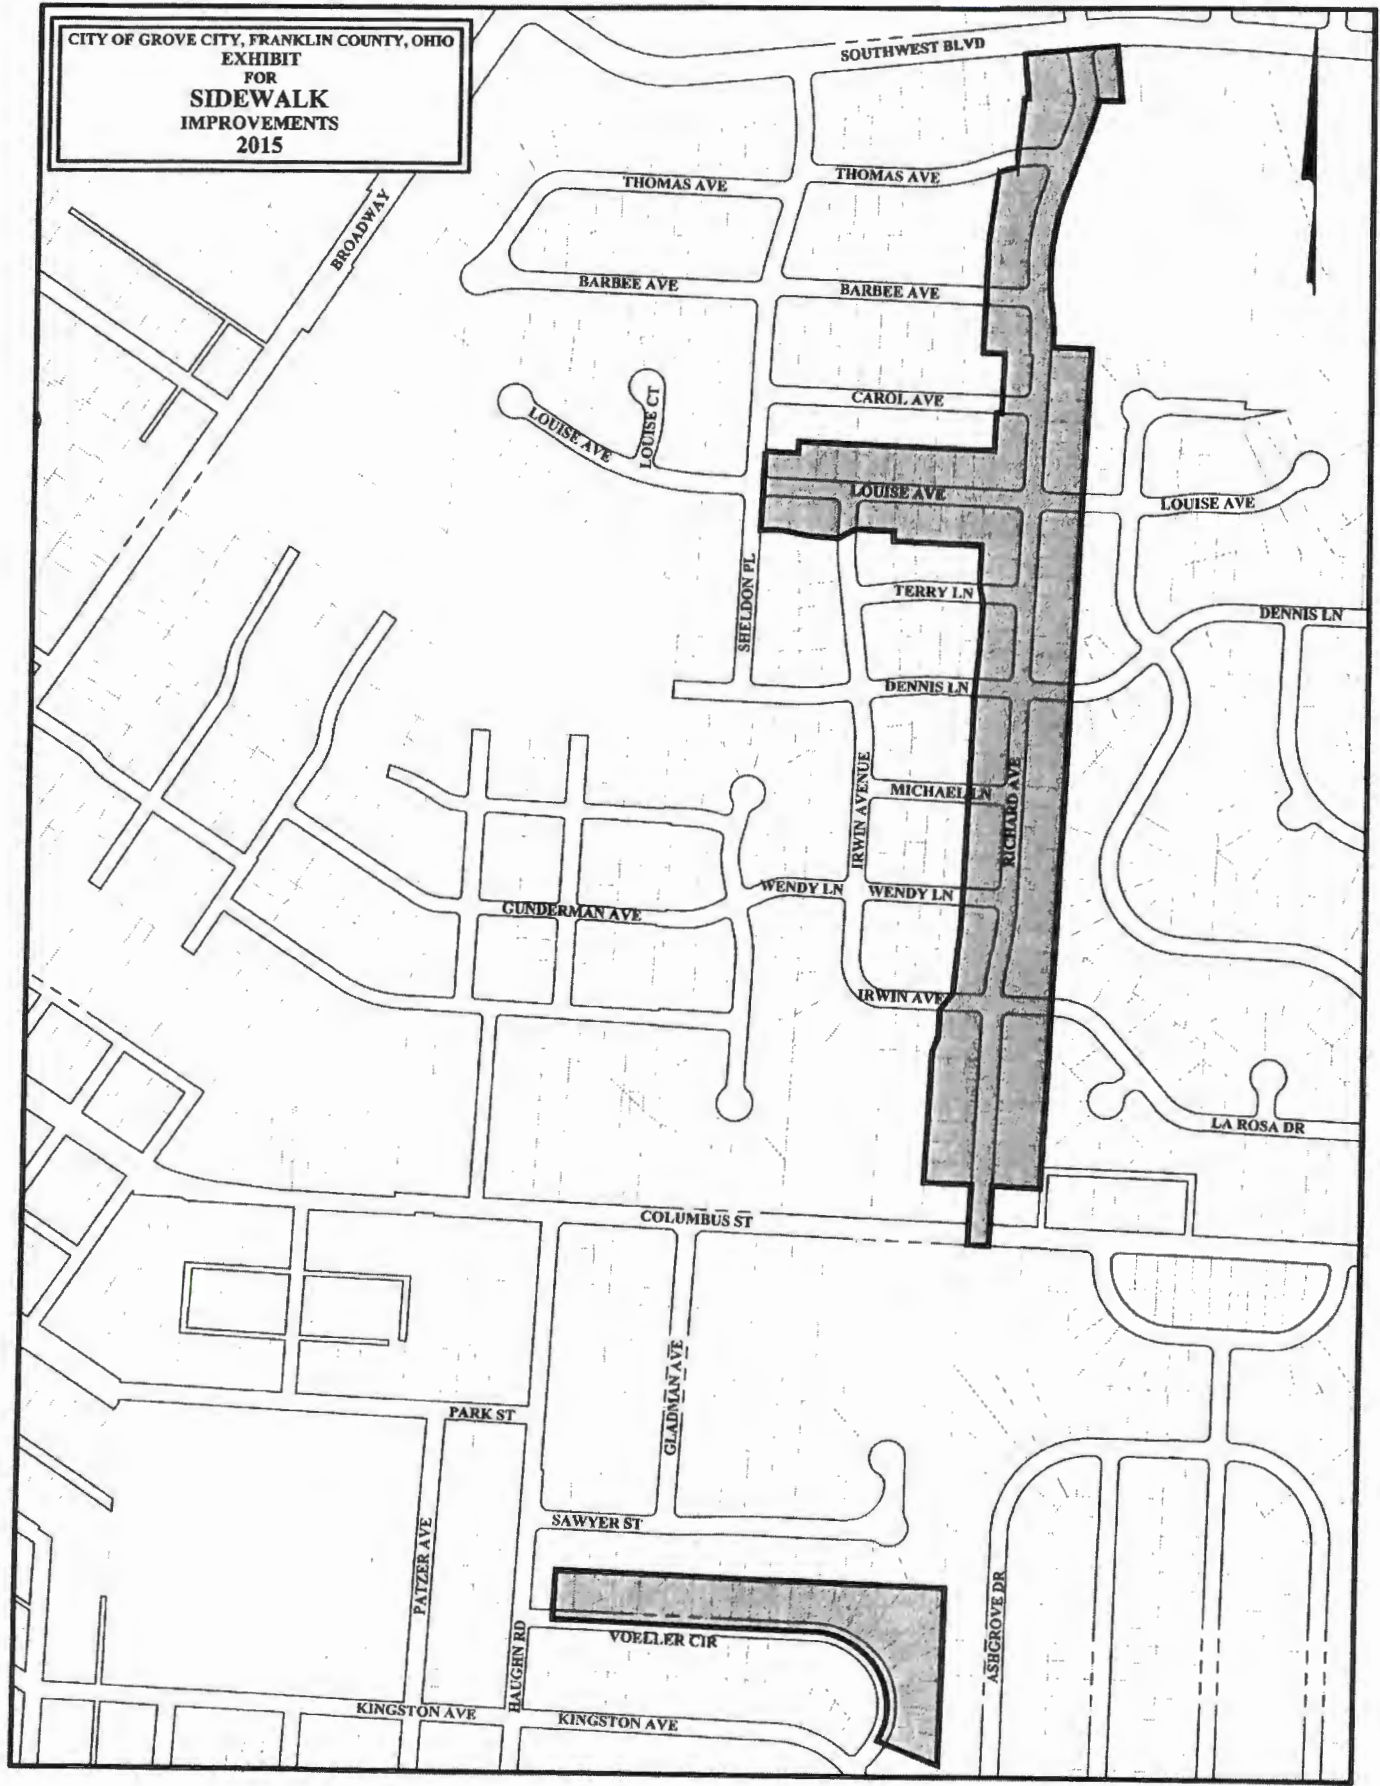 CITY OF GROVE CITY, FRANKLIN COUNTY, OHIO
EXHIBIT
FOR
SIDEWALK
IMPROVEMENTS
2015
SOUTHWEST BLVD
BROADWAY
THOMAS AVE
THOMAS AVE
BARBEE AVE
BARBEE AVE
CAROL AVE
LOUISE AVE
LOUISE CT
LOUISE AVE
LOUISE AVE
SHELDON PL
TERRY LN
DENNIS LN
DENNIS LN
IRWIN AVENUE
MICHAEL LN
RICHARD AVE
WENDY LN
WENDY LN
GUNDERMAN AVE
IRWIN AVE
LA ROSA DR
COLUMBUS ST
GLADMAN AVE
PARK ST
SAWYER ST
PATZER AVE
HAUGHN RD
VOELLER CIR
ASHGROVE DR
KINGSTON AVE
KINGSTON AVE